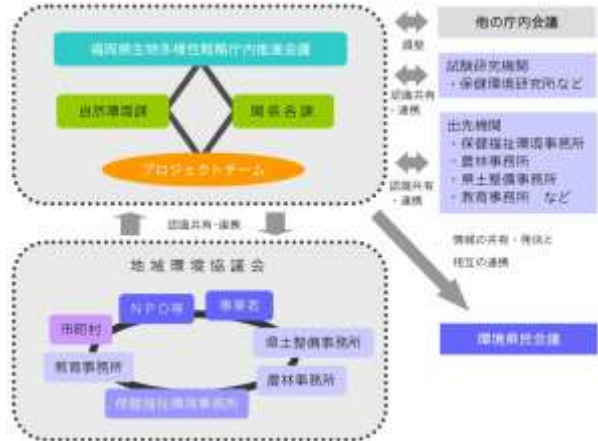 福岡県生物多様性戦略庁内推進会議
自然環境課
関係各課
プロジェクトチーム
調整
認識共有
・連携
認識共有
・連携
他の庁内会議
試験研究機関
・保健環境研究所など
出先機関
・保健福祉環境事務所
・農林事務所
・県土整備事務所
・教育事務所 など
認識共有・連携
情報の共有・発信と
相互の連携
環境県民会議
地域環境協議会
NPO等
事業者
市町村
県土整備事務所
教育事務所
農林事務所
保健福祉環境事務所